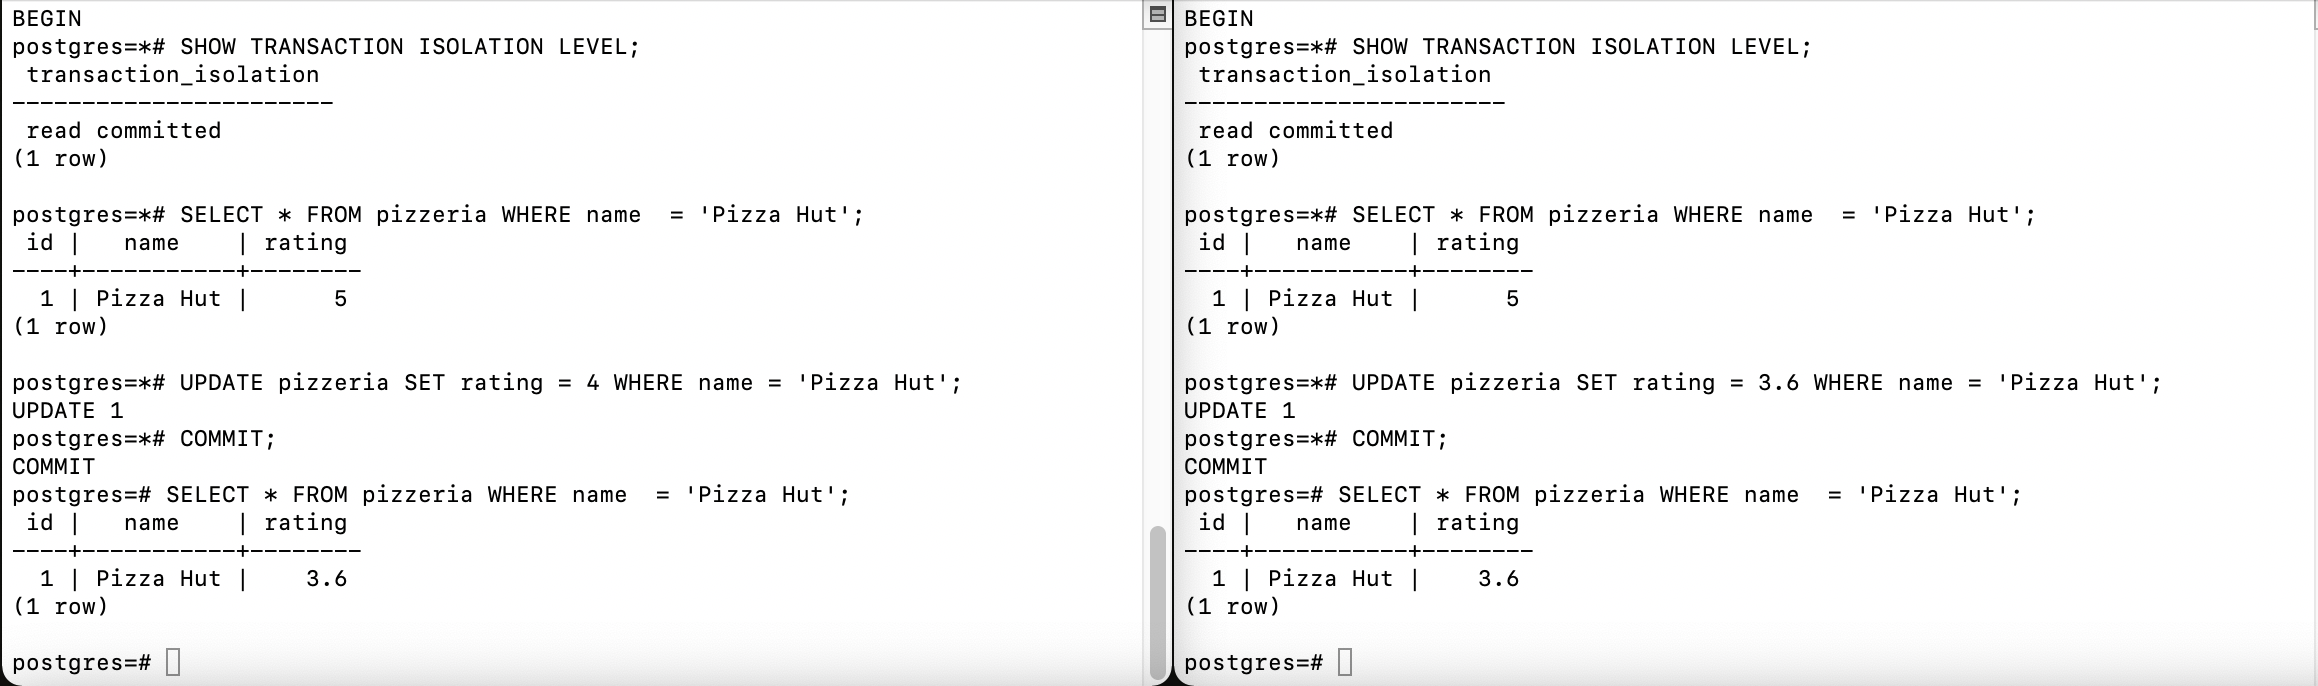 BEGIN
postgres=*# SHOW TRANSACTION ISOLATION LEVEL;
 transaction_isolation
-----------------------
 read committed
(1 row)

postgres=*# SELECT * FROM pizzeria WHERE name  = 'Pizza Hut';
 id |   name    | rating
----+-----------+--------
  1 | Pizza Hut |      5
(1 row)

postgres=*# UPDATE pizzeria SET rating = 4 WHERE name = 'Pizza Hut';
UPDATE 1
postgres=*# COMMIT;
COMMIT
postgres=# SELECT * FROM pizzeria WHERE name  = 'Pizza Hut';
 id |   name    | rating
----+-----------+--------
  1 | Pizza Hut |    3.6
(1 row)

postgres=#
BEGIN
postgres=*# SHOW TRANSACTION ISOLATION LEVEL;
 transaction_isolation
-----------------------
 read committed
(1 row)

postgres=*# SELECT * FROM pizzeria WHERE name  = 'Pizza Hut';
 id |   name    | rating
----+-----------+--------
  1 | Pizza Hut |      5
(1 row)

postgres=*# UPDATE pizzeria SET rating = 3.6 WHERE name = 'Pizza Hut';
UPDATE 1
postgres=*# COMMIT;
COMMIT
postgres=# SELECT * FROM pizzeria WHERE name  = 'Pizza Hut';
 id |   name    | rating
----+-----------+--------
  1 | Pizza Hut |    3.6
(1 row)

postgres=#